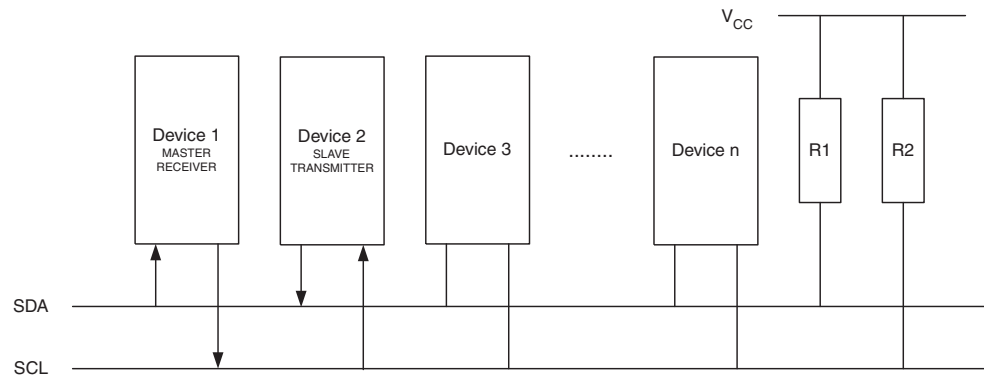 VCC
Device 1
MASTER
RECEIVER
Device 2
SLAVE
TRANSMITTER
Device 3
........
Device n
R1
R2
SDA
SCL